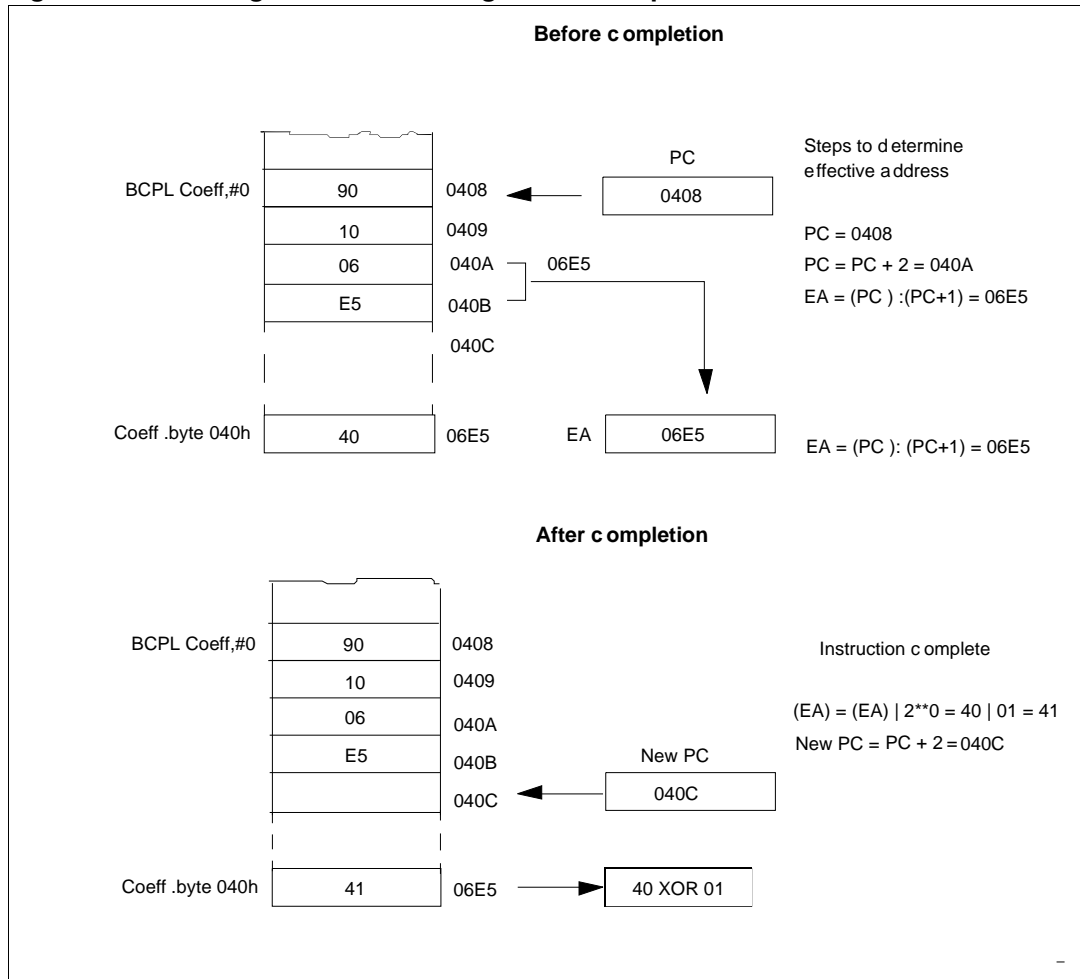 Before c ompletion
Steps to d etermine
e ffective a ddress
PC
BCPL Coeff,#0 90 0408 0408
10 0409
PC = 0408
06 040A 06E5
PC = PC + 2 = 040A
E5 040B
EA = (PC ) :(PC+1) = 06E5
040C
Coeff .byte 040h 40 06E5 EA 06E5
EA = (PC ): (PC+1) = 06E5
After c ompletion
BCPL Coeff,#0 90 0408
Instruction c omplete
10 0409
06 040A
(EA) = (EA) | 2**0 = 40 | 01 = 41
E5 040B New PC
New PC = PC + 2 = 040C
040C 040C
Coeff .byte 040h 41 06E5 40 XOR 01